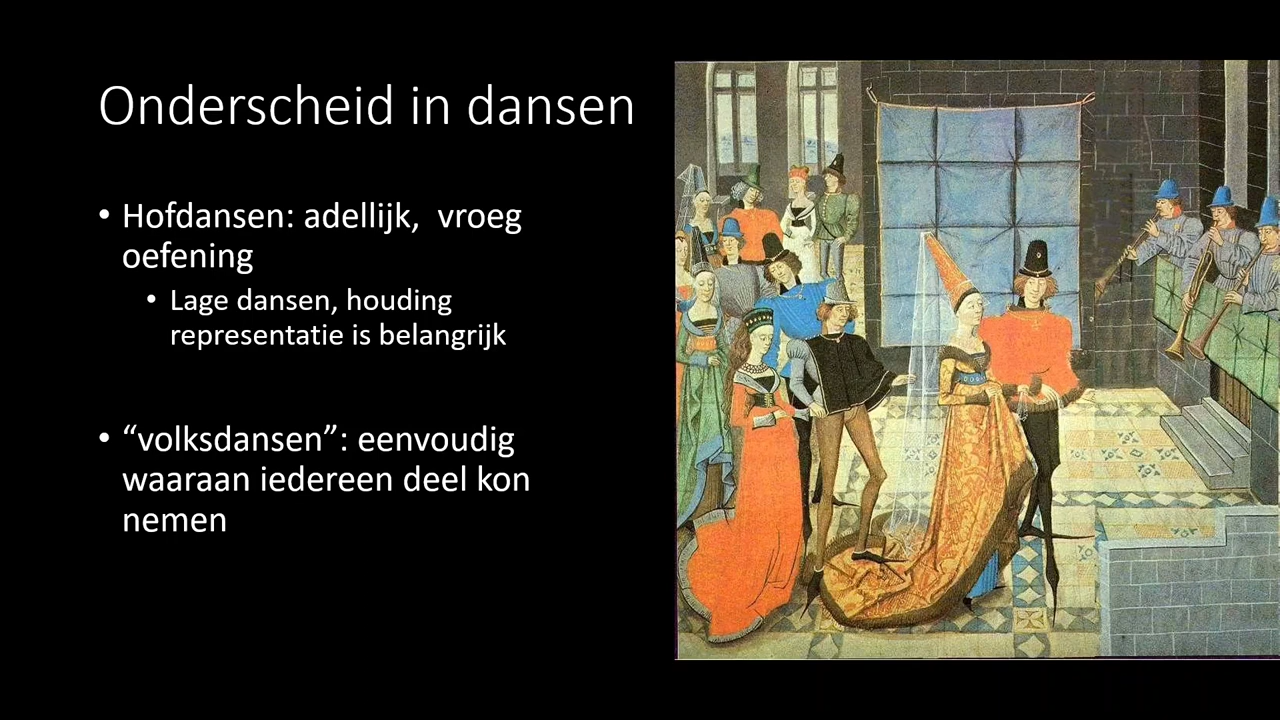 Onderscheid in dansen
• Hofdansen: adellijk,  vroeg
oefening
• Lage dansen, houding
representatie is belangrijk
• “volksdansen”: eenvoudig
waaraan iedereen deel kon
nemen